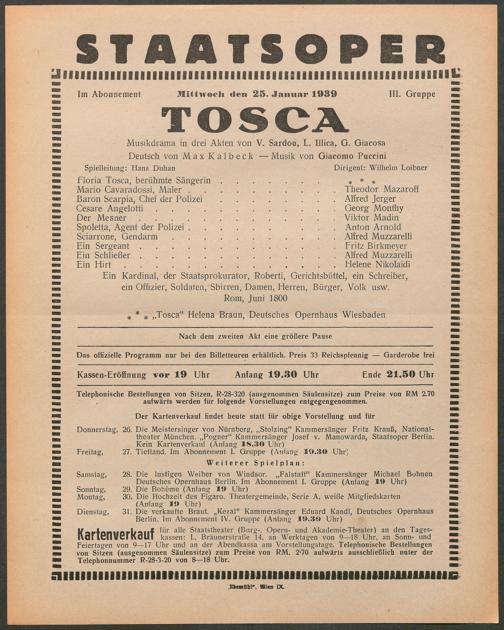 STAATSOPER
Im Abonnement Mittwoch den 25. Januar 1939 III. Gruppe
TOSCA
Musikdrama in drei Akten von V. Sardou, L. Illica, G. Giacosa
Deutsch von Max Kalbeck — Musik von Giacomo Puccini
Spielleitung: Hans Duhan Dirigent: Wilhelm Loibner
Floria Tosca, berühmte Sängerin . . . . . . * * *
Mario Cavaradossi, Maler . . . . . . Theodor Mazaroff
Baron Scarpia, Chef der Polizei . . . . . . Alfred Jerger
Cesare Angelotti . . . . . . Georg Monthy
Der Mesner . . . . . . Viktor Madin
Spoletta, Agent der Polizei . . . . . . Anton Arnold
Sciarrone, Gendarm . . . . . . Alfred Muzzarelli
Ein Sergeant . . . . . . Fritz Birkmeyer
Ein Schließer . . . . . . Alfred Muzzarelli
Ein Hirt . . . . . . Helene Nikolaidi
Ein Kardinal, der Staatsprokurator, Roberti, Gerichtsbüttel, ein Schreiber,
ein Offizier, Soldaten, Sbirren, Damen, Herren, Bürger, Volk usw.
Rom, Juni 1800
* * * „Tosca" Helena Braun, Deutsches Opernhaus Wiesbaden
Nach dem zweiten Akt eine größere Pause
Das offizielle Programm nur bei den Billetteuren erhältlich. Preis 33 Reichspfennig — Garderobe frei
Kassen-Eröffnung vor 19 Uhr Anfang 19.30 Uhr Ende 21.50 Uhr
Telephonische Bestellungen von Sitzen, R-28-320 (ausgenommen Säulensitze) zum Preise von RM 2.70
aufwärts werden für folgende Vorstellungen entgegengenommen.
Der Kartenverkauf findet heute statt für obige Vorstellung und für
Donnerstag, 26. Die Meistersinger von Nürnberg, „Stolzing" Kammersänger Fritz Krauß, National-
theater München. „Pogner" Kammersänger Josef v. Manowarda, Staatsoper Berlin.
Kein Kartenverkauf (Anfang 18.30 Uhr)
Freitag, 27. Tiefland. Im Abonnement I. Gruppe (Anfang 19.30 Uhr)
Weiterer Spielplan:
Samstag, 28. Die lustigen Weiber von Windsor. „Falstaff" Kammersänger Michael Bohnen
Deutsches Opernhaus Berlin. Im Abonnement II. Gruppe (Anfang 19 Uhr)
Sonntag, 29. Die Bohème (Anfang 19 Uhr)
Montag, 30. Die Hochzeit des Figaro. Theatergemeinde, Serie A, weiße Mitgliedskarten
(Anfang 19 Uhr)
Dienstag, 31. Die verkaufte Braut. „Kezal" Kammersänger Eduard Kandl, Deutsches Opernhaus
Berlin. Im Abonnement IV. Gruppe (Anfang 19.30 Uhr)
Kartenverkauf für alle Staatstheater (Burg-, Opern- und Akademie-Theater) an den Tages-
kassen: I., Bräunerstraße 14, an Werktagen von 9—18 Uhr, an Sonn- und
Feiertagen von 9—17 Uhr und an der Abendkassa am Vorstellungstage. Telephonische Bestellungen
von Sitzen (ausgenommen Säulensitze) zum Preise von RM. 2·70 aufwärts ausschließlich unter der
Telephonnummer R-28-3-20 von 8—18 Uhr.
„Elbemühl", Wien IX.